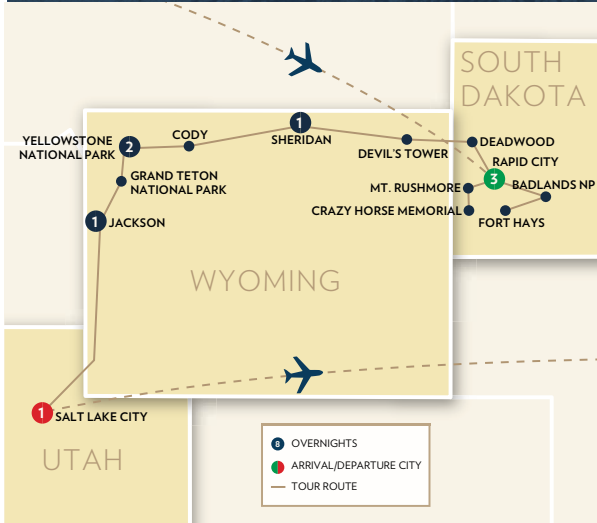 SOUTH
DAKOTA
1
SHERIDAN
CODY
YELLOWSTONE
NATIONAL PARK
2
DEVIL'S TOWER
DEADWOOD
RAPID CITY
3
BADLANDS NP
MT. RUSHMORE
CRAZY HORSE MEMORIAL
FORT HAYS
GRAND TETON
NATIONAL PARK
1
JACKSON
WYOMING
1
SALT LAKE CITY
UTAH
8
OVERNIGHTS
ARRIVAL/DEPARTURE CITY
TOUR ROUTE